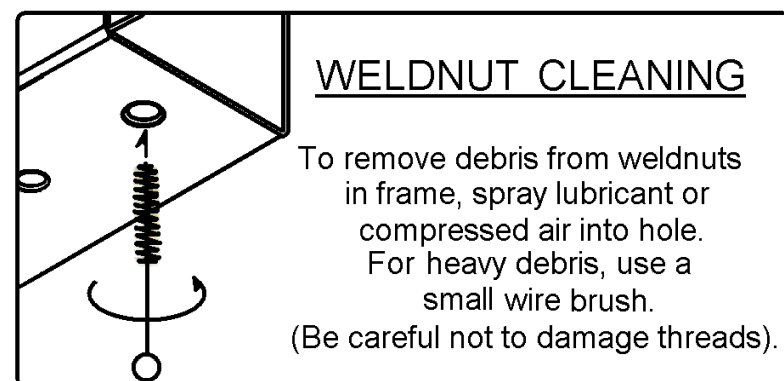 WELDNUT CLEANING
To remove debris from weldnuts
in frame, spray lubricant or
compressed air into hole.
For heavy debris, use a
small wire brush.
(Be careful not to damage threads).